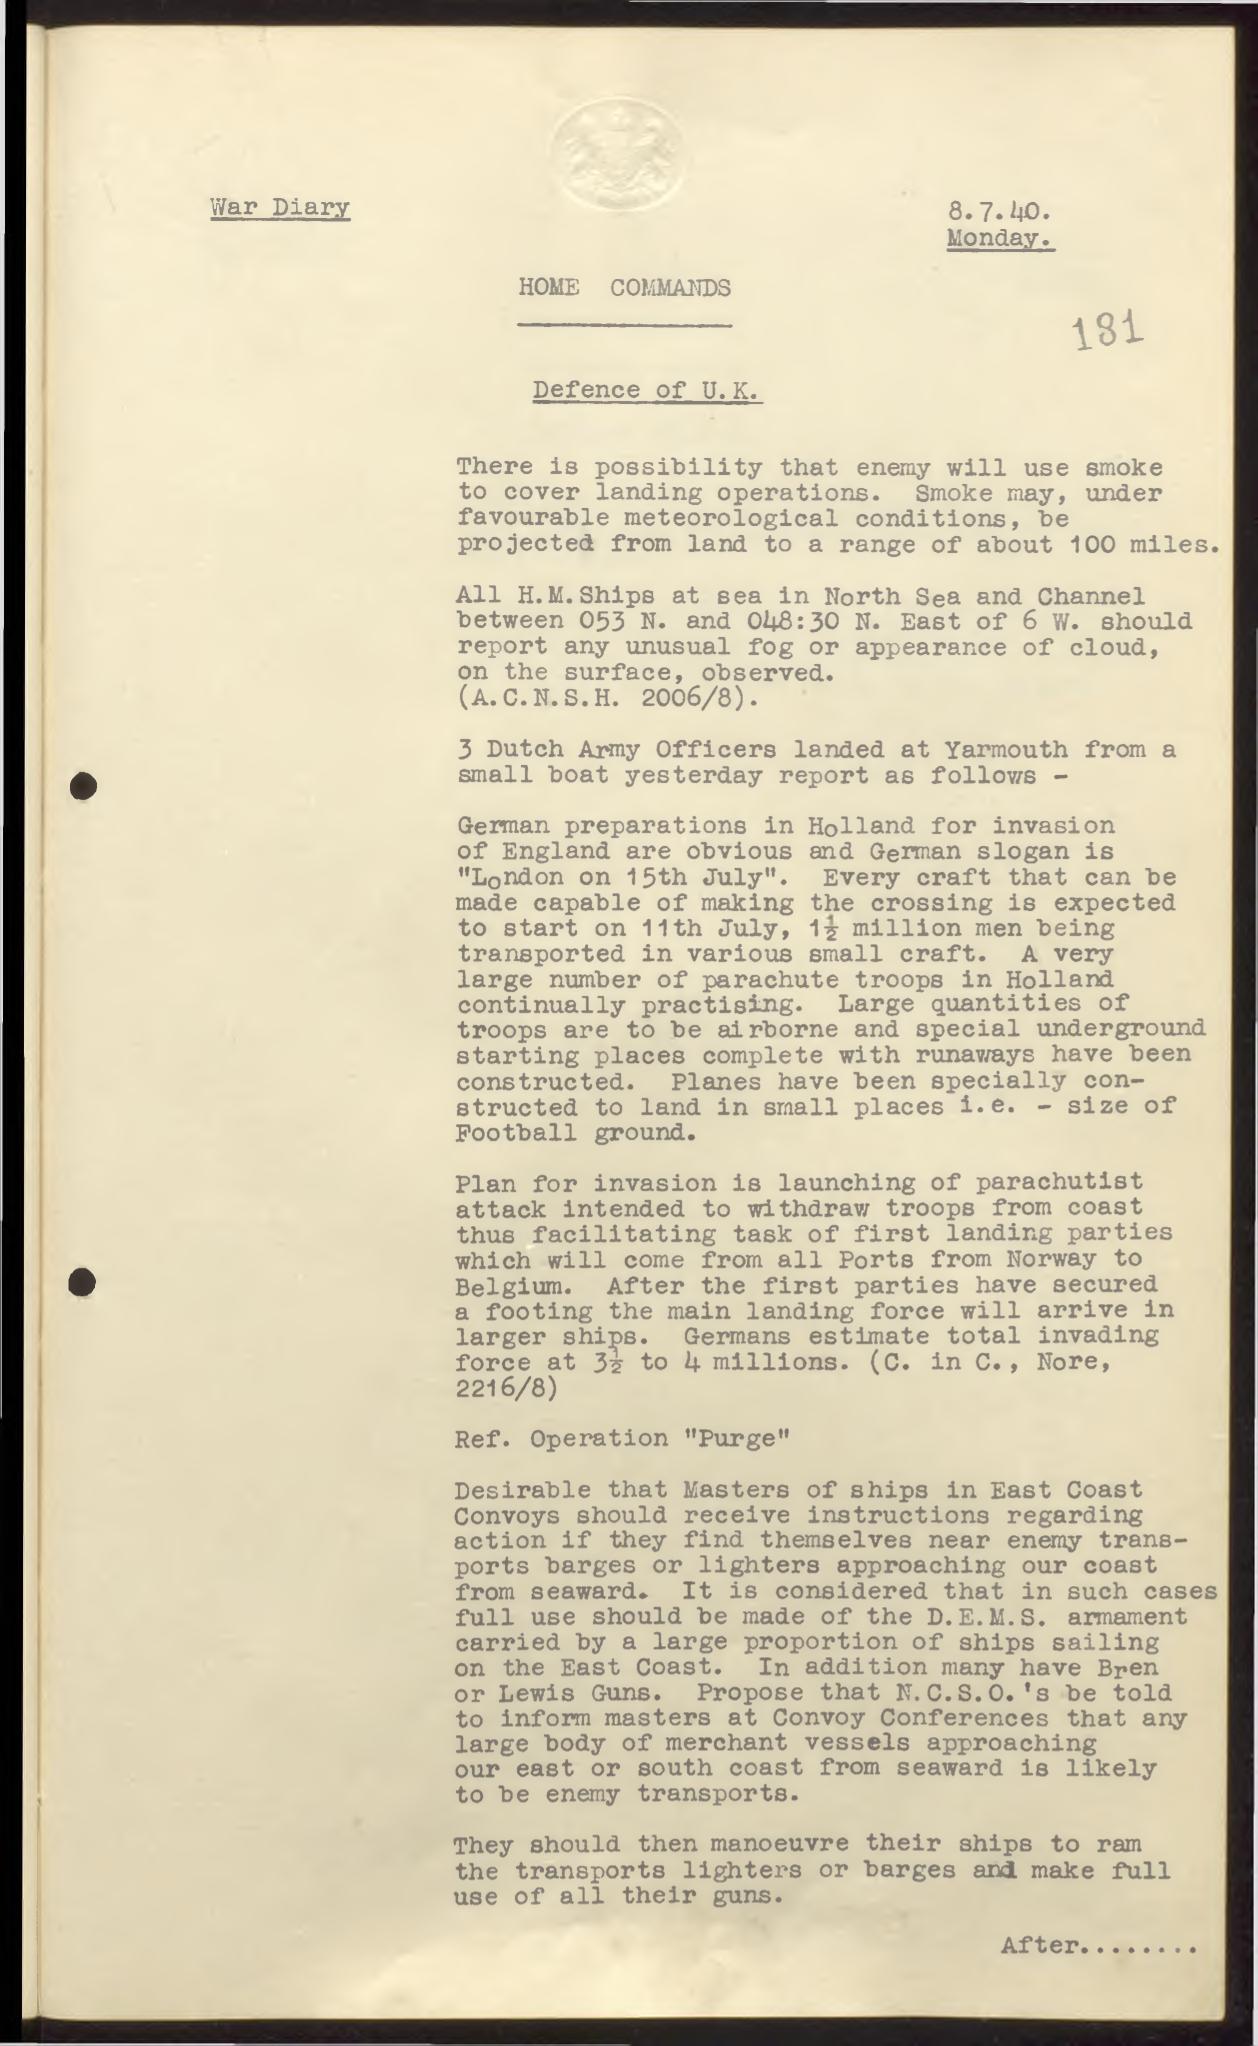 War Diary
8.7.40.
Monday.
HOME COMMANDS
181
Defence of U.K.
There is possibility that enemy will use smoke
to cover landing operations. Smoke may, under
favourable meteorological conditions, be
projected from land to a range of about 100 miles.
All H.M.Ships at sea in North Sea and Channel
between 053 N. and 048:30 N. East of 6 W. should
report any unusual fog or appearance of cloud,
on the surface, observed.
(A.C.N.S.H. 2006/8).
3 Dutch Army Officers landed at Yarmouth from a
small boat yesterday report as follows -
German preparations in Holland for invasion
of England are obvious and German slogan is
"London on 15th July". Every craft that can be
made capable of making the crossing is expected
to start on 11th July, 1½ million men being
transported in various small craft. A very
large number of parachute troops in Holland
continually practising. Large quantities of
troops are to be airborne and special underground
starting places complete with runaways have been
constructed. Planes have been specially con-
structed to land in small places i.e. - size of
Football ground.
Plan for invasion is launching of parachutist
attack intended to withdraw troops from coast
thus facilitating task of first landing parties
which will come from all Ports from Norway to
Belgium. After the first parties have secured
a footing the main landing force will arrive in
larger ships. Germans estimate total invading
force at 3½ to 4 millions. (C. in C., Nore,
2216/8)
Ref. Operation "Purge"
Desirable that Masters of ships in East Coast
Convoys should receive instructions regarding
action if they find themselves near enemy trans-
ports barges or lighters approaching our coast
from seaward. It is considered that in such cases
full use should be made of the D.E.M.S. armament
carried by a large proportion of ships sailing
on the East Coast. In addition many have Bren
or Lewis Guns. Propose that N.C.S.O.'s be told
to inform masters at Convoy Conferences that any
large body of merchant vessels approaching
our east or south coast from seaward is likely
to be enemy transports.
They should then manoeuvre their ships to ram
the transports lighters or barges and make full
use of all their guns.
After........